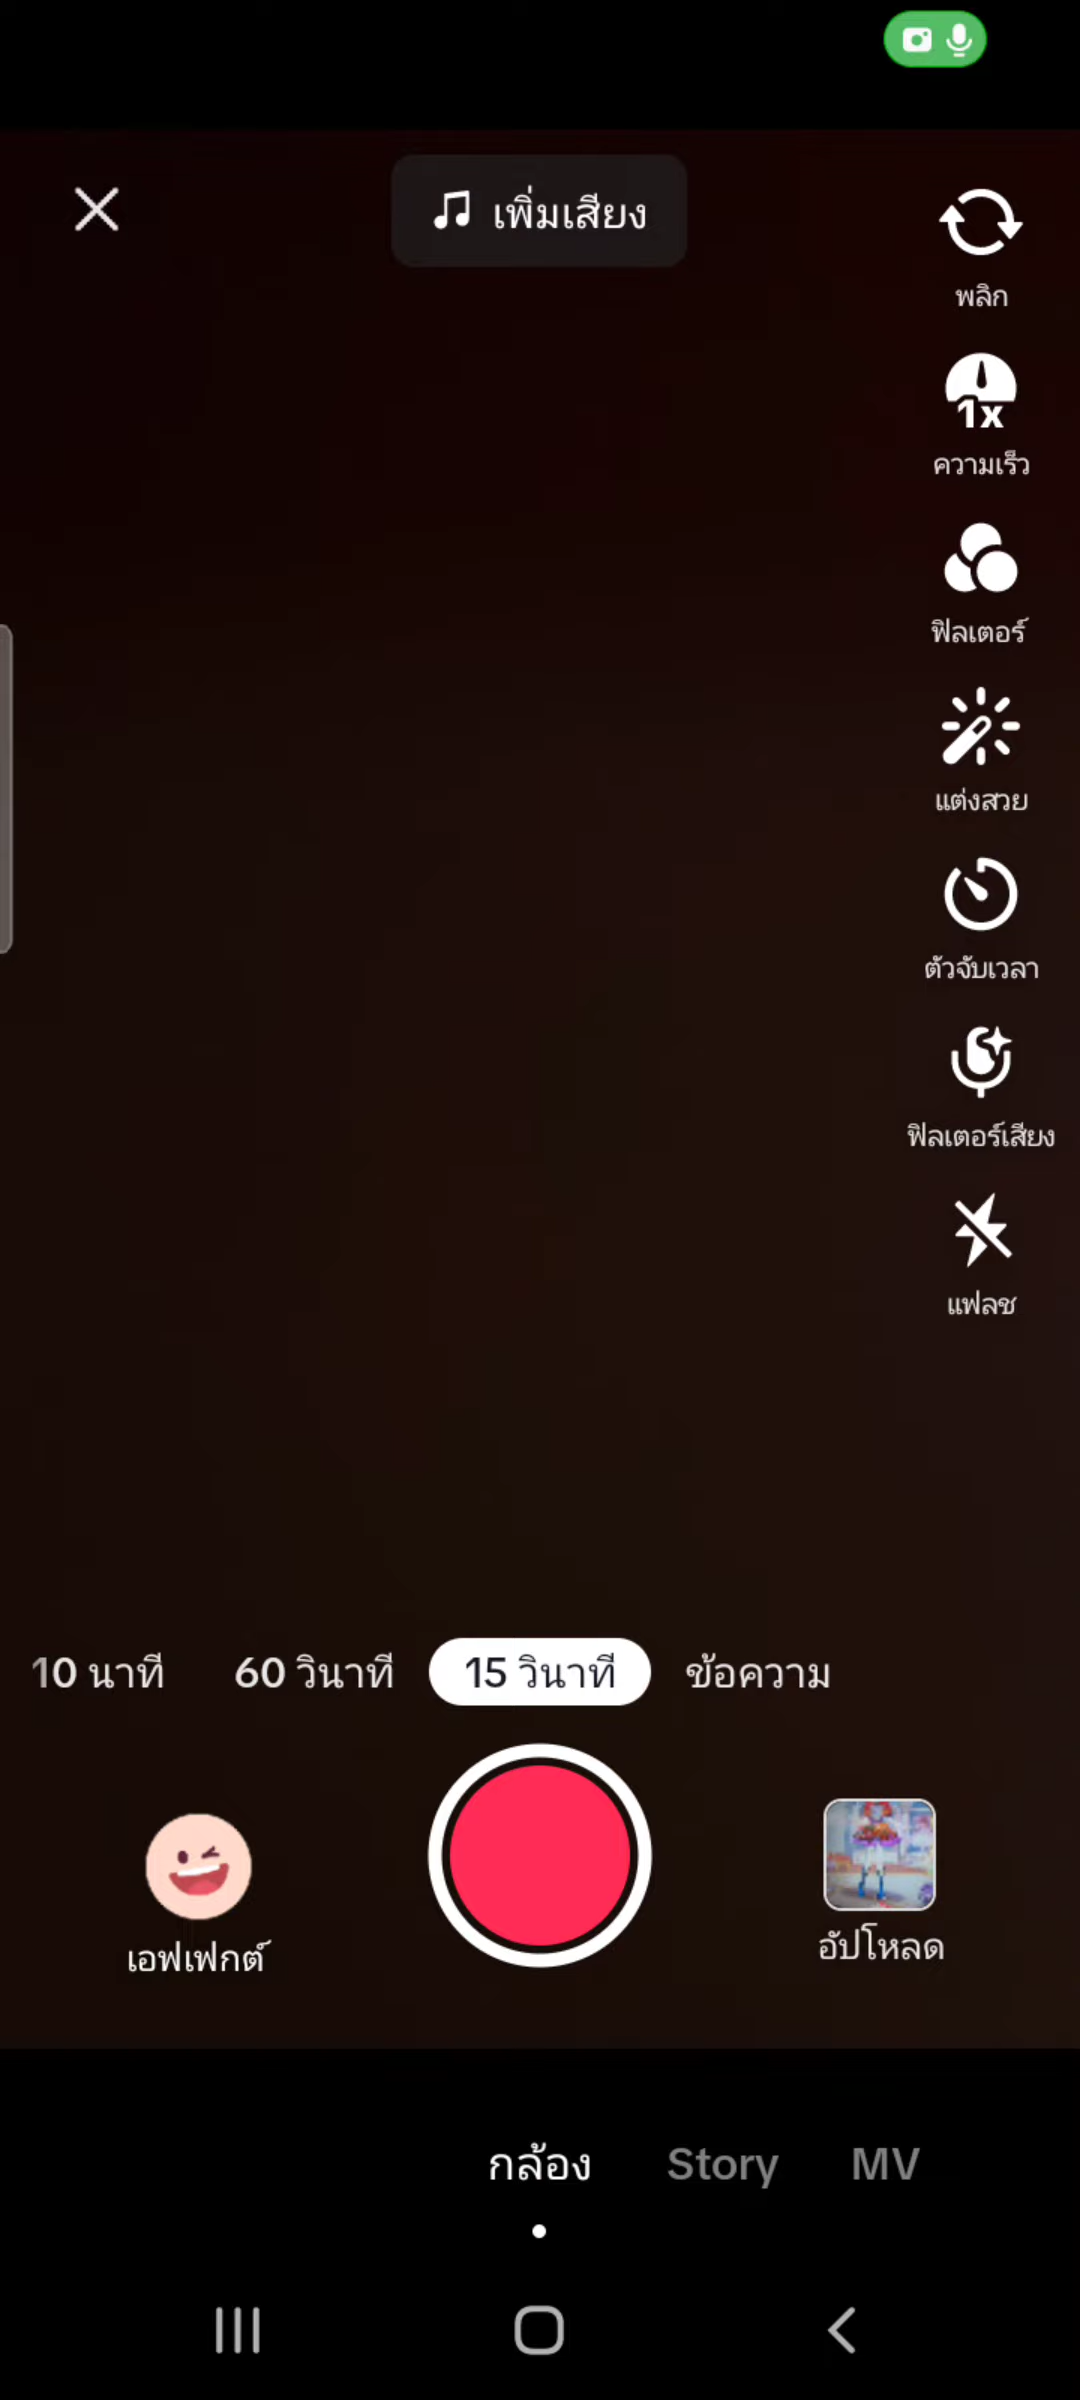 เพิ่มเสียง
พลิก
1x
ความเร็ว
ฟิลเตอร์
แต่งสวย
ตัวจับเวลา
ฟิลเตอร์เสียง
แฟลช
10 นาที
60 วินาที
15 วินาที
ข้อความ
เอฟเฟกต์
อัปโหลด
กล้อง
Story
MV